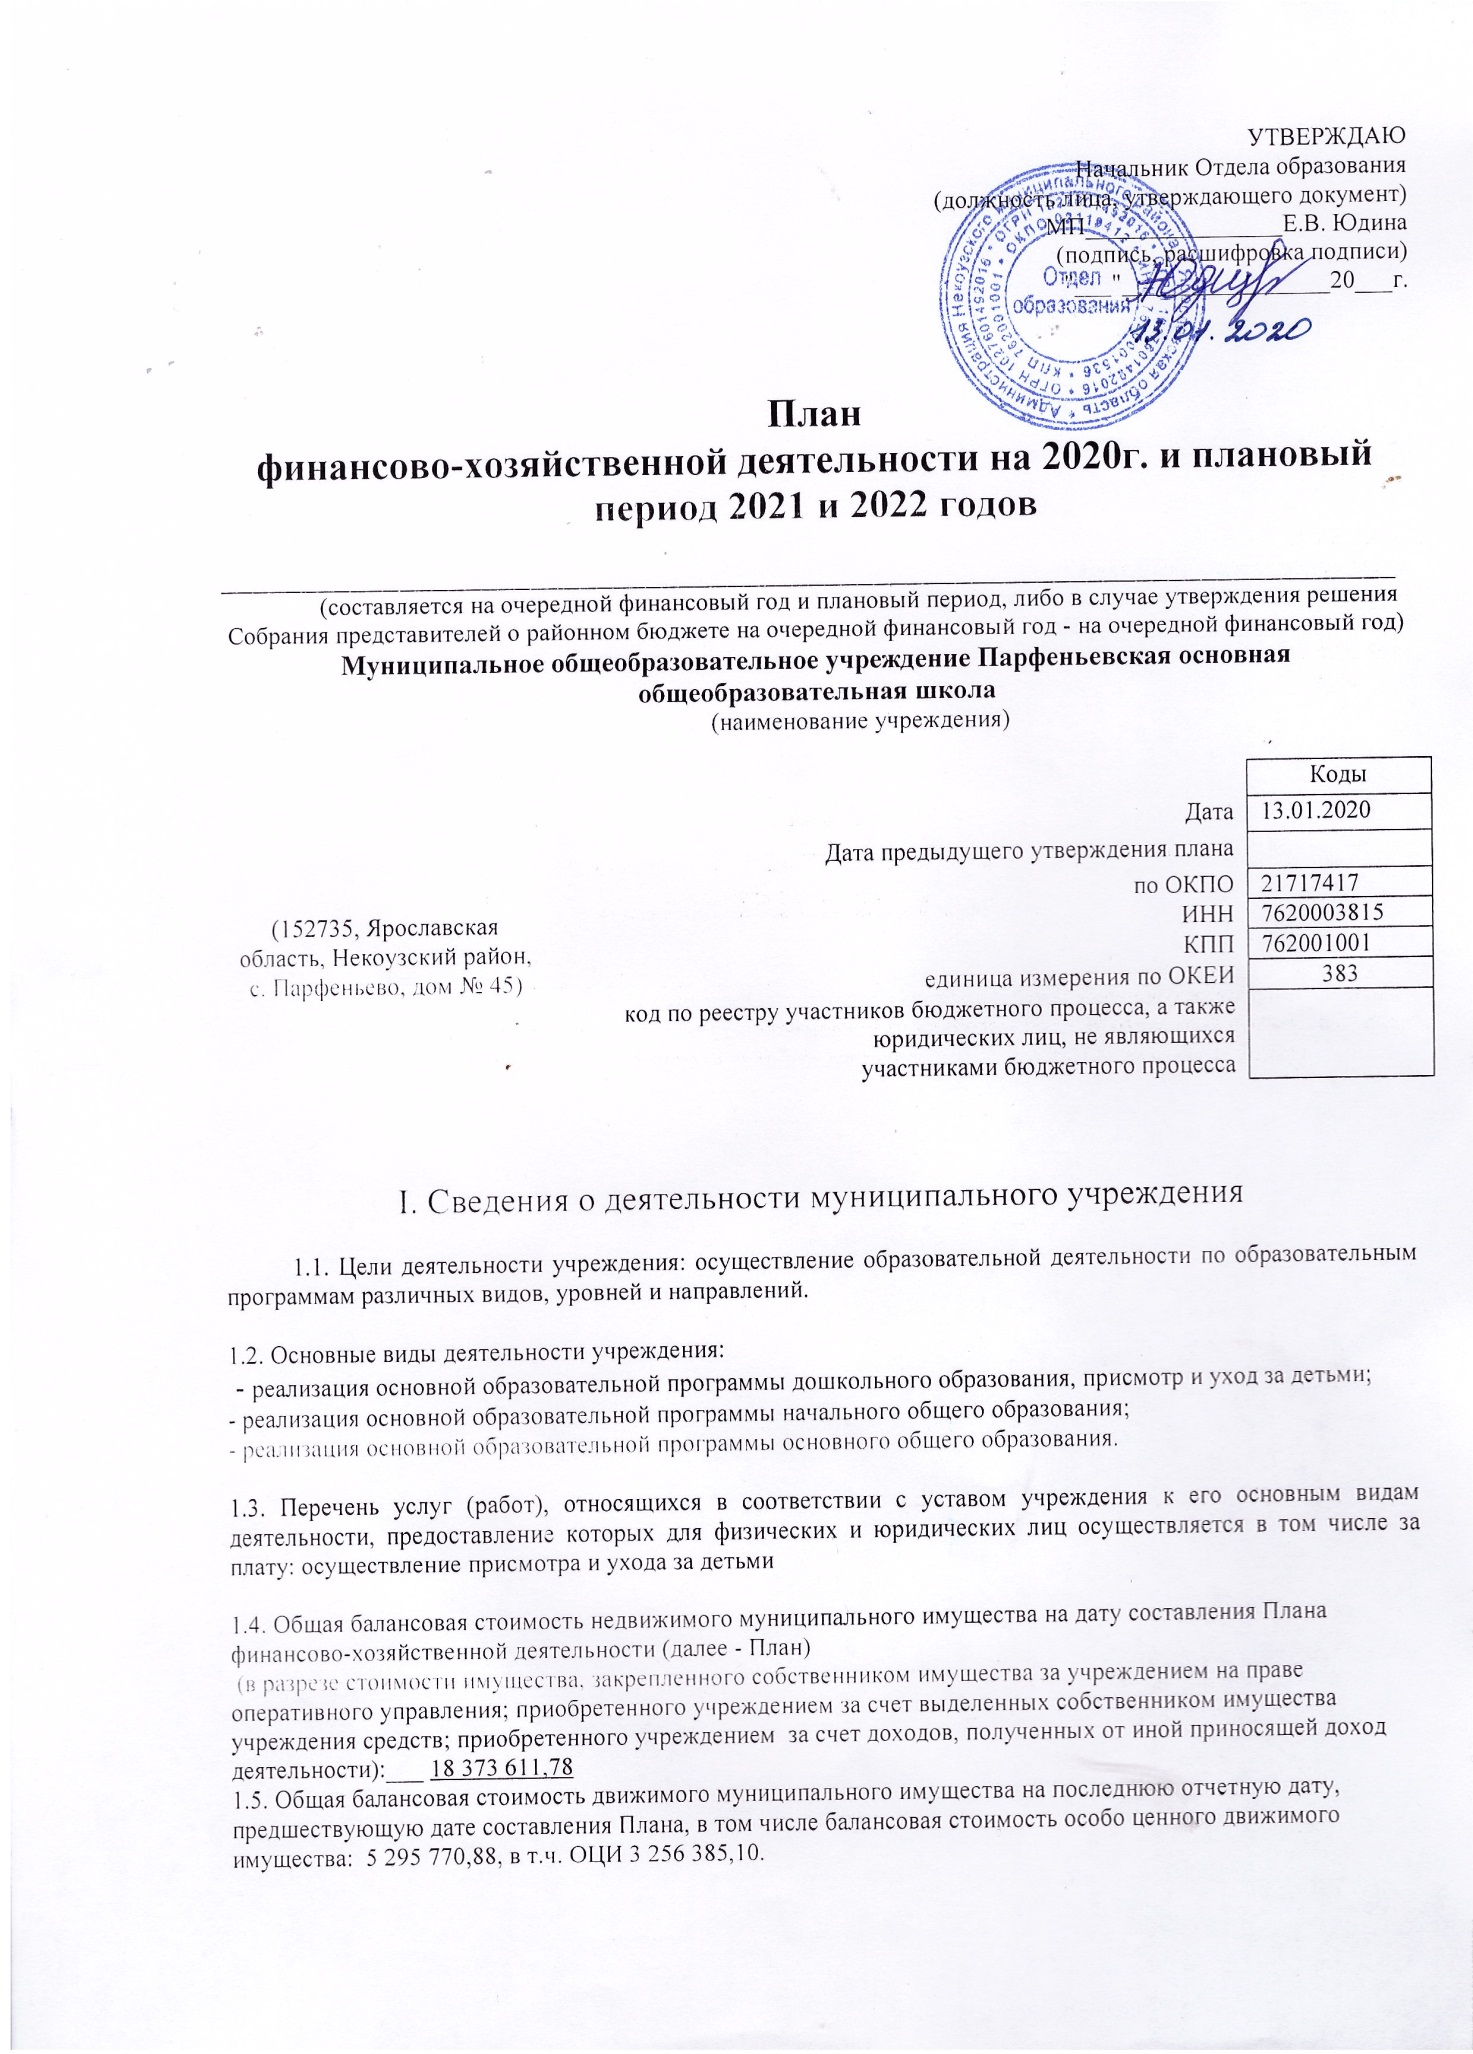 УТВЕРЖДАЮ
Начальник Отдела образования
(должность лица, утверждающего документ)
МП________________Е.В. Юдина
(подпись, расшифровка подписи)
"___" ________________20___г.
13.01.2020
Отдел
образования
План
финансово-хозяйственной деятельности на 2020г. и плановый
период 2021 и 2022 годов
(составляется на очередной финансовый год и плановый период, либо в случае утверждения решения
Собрания представителей о районном бюджете на очередной финансовый год - на очередной финансовый год)
Муниципальное общеобразовательное учреждение Парфеньевская основная
общеобразовательная школа
(наименование учреждения)
Коды
Дата 13.01.2020
Дата предыдущего утверждения плана
по ОКПО 21717417
ИНН 7620003815
КПП 762001001
единица измерения по ОКЕИ 383
код по реестру участников бюджетного процесса, а также
юридических лиц, не являющихся
участниками бюджетного процесса
(152735, Ярославская
область, Некоузский район,
с. Парфеньево, дом № 45)
I. Сведения о деятельности муниципального учреждения
1.1. Цели деятельности учреждения: осуществление образовательной деятельности по образовательным
программам различных видов, уровней и направлений.
1.2. Основные виды деятельности учреждения:
- реализация основной образовательной программы дошкольного образования, присмотр и уход за детьми;
- реализация основной образовательной программы начального общего образования;
- реализация основной образовательной программы основного общего образования.
1.3. Перечень услуг (работ), относящихся в соответствии с уставом учреждения к его основным видам
деятельности, предоставление которых для физических и юридических лиц осуществляется в том числе за
плату: осуществление присмотра и ухода за детьми
1.4. Общая балансовая стоимость недвижимого муниципального имущества на дату составления Плана
финансово-хозяйственной деятельности (далее - План)
(в разрезе стоимости имущества, закрепленного собственником имущества за учреждением на праве
оперативного управления; приобретенного учреждением за счет выделенных собственником имущества
учреждения средств; приобретенного учреждением за счет доходов, полученных от иной приносящей доход
деятельности):___ 18 373 611,78
1.5. Общая балансовая стоимость движимого муниципального имущества на последнюю отчетную дату,
предшествующую дате составления Плана, в том числе балансовая стоимость особо ценного движимого
имущества: 5 295 770,88, в т.ч. ОЦИ 3 256 385,10.